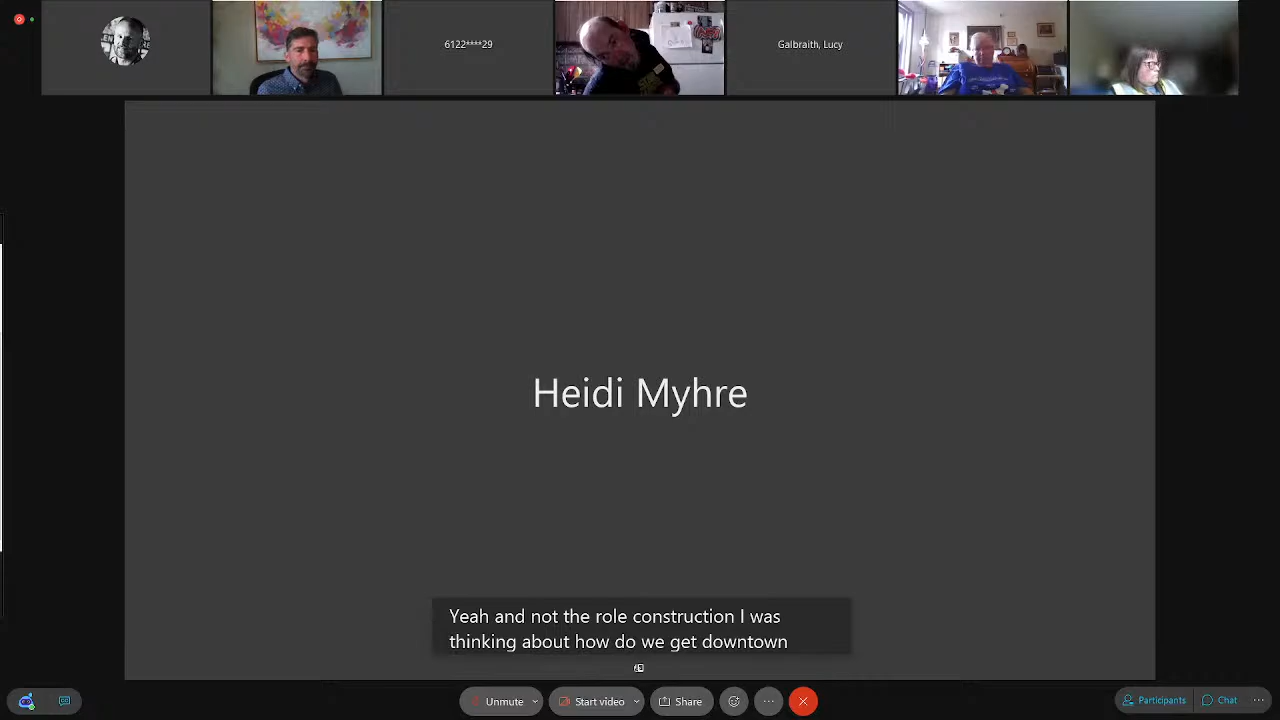 6122****29
Galbraith, Lucy
Heidi Myhre
Yeah and not the role construction I was
thinking about how do we get downtown
Unmute
Start video
Share
Participants
Chat